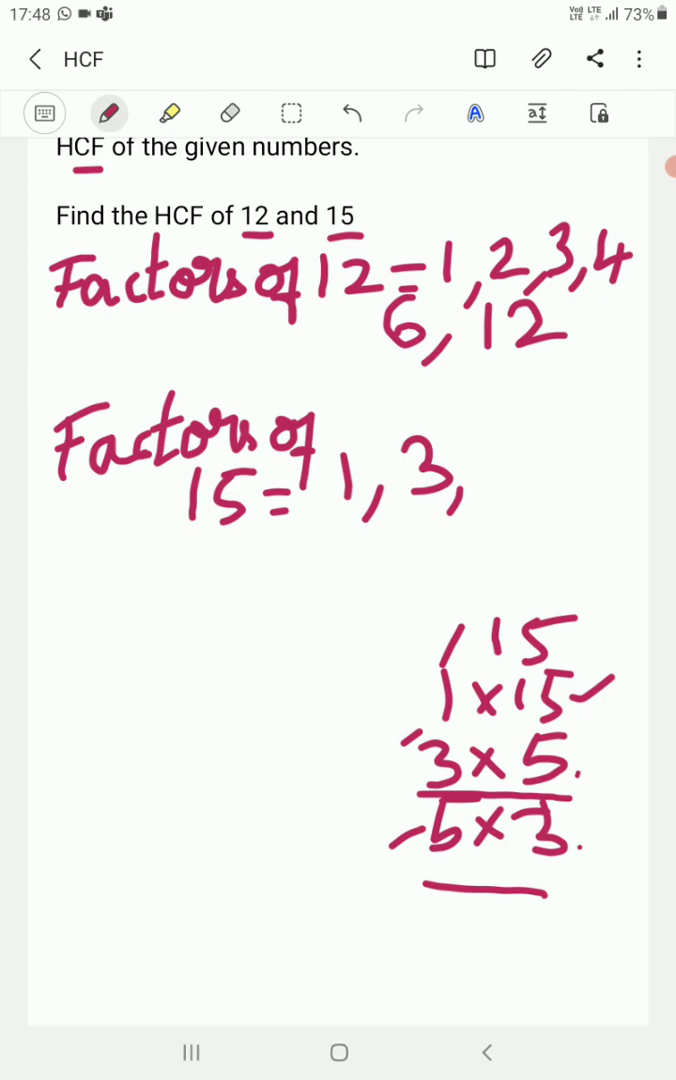 17:48 Vo)) LTE LTE 73%
HCF
HCF of the given numbers.
Find the HCF of 12 and 15
Factors of 12 = 1, 2, 3, 4
6, 12
Factors of
15 = 1, 3,
15
1 x 15
3 x 5.
5 x 3.